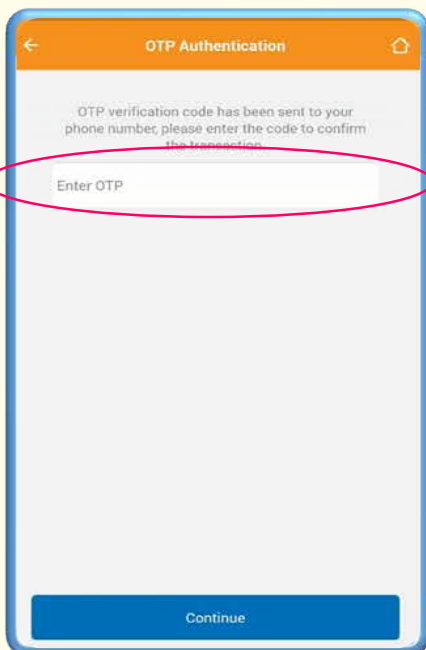 OTP Authentication
OTP verification code has been sent to your
phone number, please enter the code to confirm
the transection.
Enter OTP
Continue